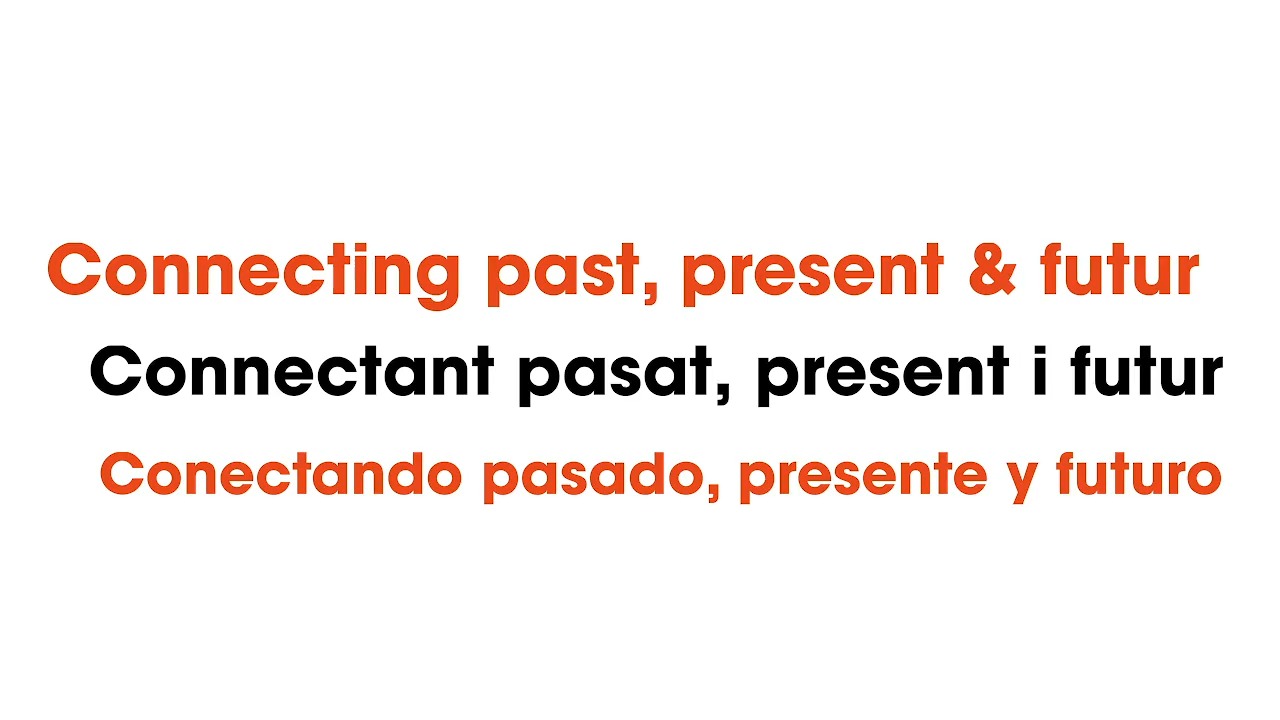 Connecting past, present & futur
Connectant pasat, present i futur
Conectando pasado, presente y futuro